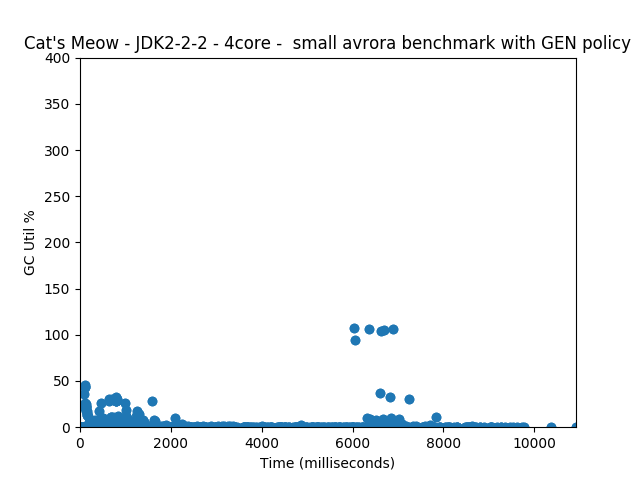 Cat's Meow - JDK2-2-2 - 4core -  small avrora benchmark with GEN policy
400
350
300
250
200
150
100
50
0
GC Util %
0 2000 4000 6000 8000 10000
Time (milliseconds)